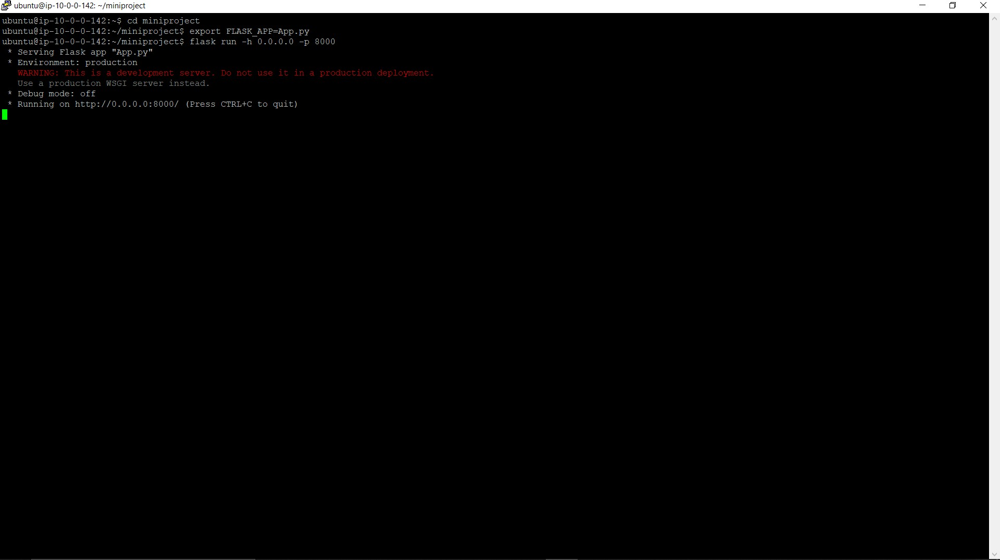 ubuntu@ip-10-0-0-142: ~/miniproject
ubuntu@ip-10-0-0-142:~$ cd miniproject
ubuntu@ip-10-0-0-142:~/miniproject$ export FLASK_APP=App.py
ubuntu@ip-10-0-0-142:~/miniproject$ flask run -h 0.0.0.0 -p 8000
 * Serving Flask app "App.py"
 * Environment: production
   WARNING: This is a development server. Do not use it in a production deployment.
   Use a production WSGI server instead.
 * Debug mode: off
 * Running on http://0.0.0.0:8000/ (Press CTRL+C to quit)